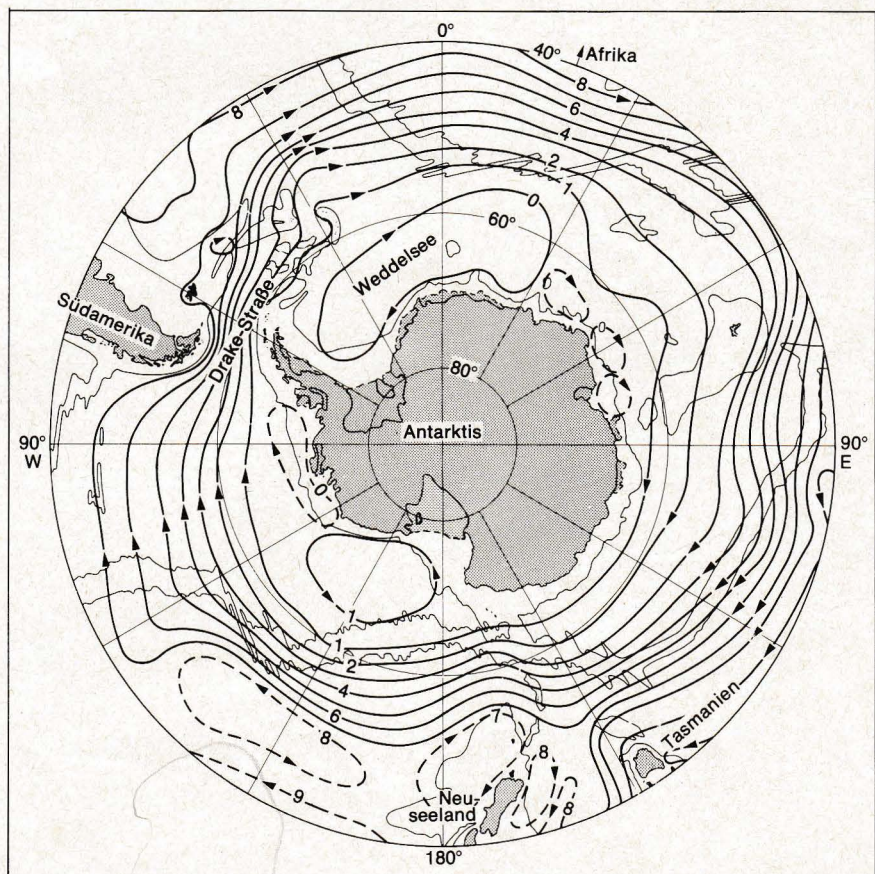 0°
40°
Afrika
8
8
6
4
2
1
0
60°
Weddelsee
Südamerika
Drake-Straße
80°
90°
W
Antarktis
90°
E
0
1
1
2
4
6
8
9
7
8
8
Tasmanien
Neu-
seeland
180°